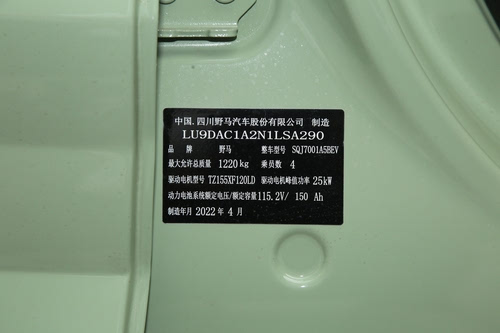 中国.四川野马汽车股份有限公司 制造
LU9DAC1A2N1LSA290
品 牌 野马 整车型号 SQJ7001A5BEV
最大允许总质量 1220kg 乘员数 4
驱动电机型号 TZ155XF120LD 驱动电机峰值功率 25kW
动力电池系统额定电压/额定容量 115.2V/ 150 Ah
制造年月 2022 年 4 月